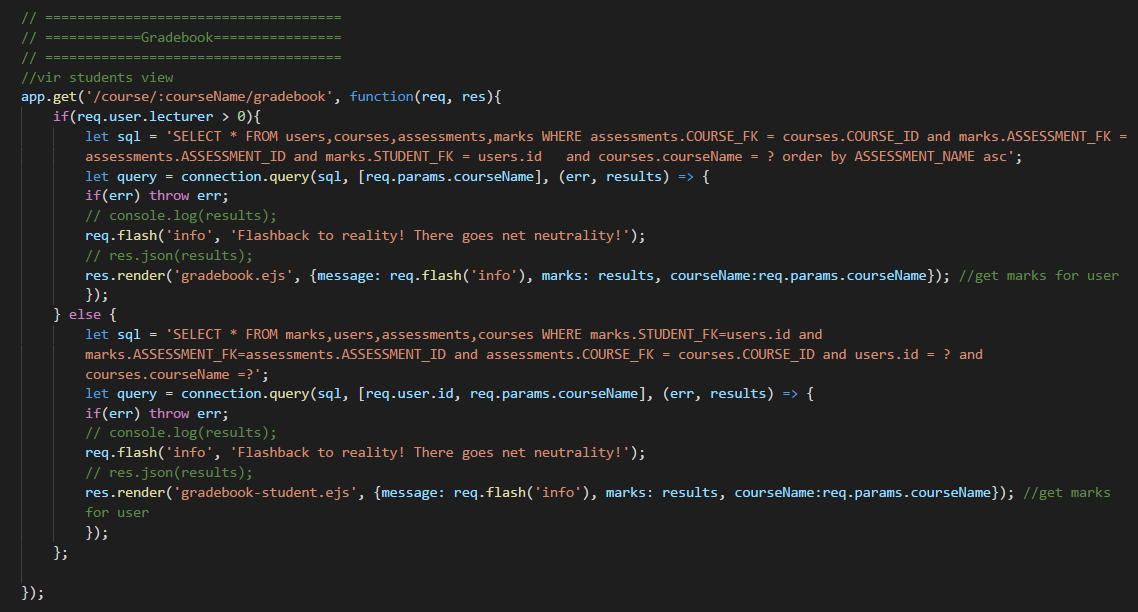 // =====================================
// ============Gradebook================
// =====================================
//vir students view
app.get('/course/:courseName/gradebook', function(req, res){
if(req.user.lecturer > 0){
let sql = 'SELECT * FROM users,courses,assessments,marks WHERE assessments.COURSE_FK = courses.COURSE_ID and marks.ASSESSMENT_FK =
assessments.ASSESSMENT_ID and marks.STUDENT_FK = users.id   and courses.courseName = ? order by ASSESSMENT_NAME asc';
let query = connection.query(sql, [req.params.courseName], (err, results) => {
if(err) throw err;
// console.log(results);
req.flash('info', 'Flashback to reality! There goes net neutrality!');
// res.json(results);
res.render('gradebook.ejs', {message: req.flash('info'), marks: results, courseName:req.params.courseName}); //get marks for user
});
} else {
let sql = 'SELECT * FROM marks,users,assessments,courses WHERE marks.STUDENT_FK=users.id and
marks.ASSESSMENT_FK=assessments.ASSESSMENT_ID and assessments.COURSE_FK = courses.COURSE_ID and users.id = ? and
courses.courseName =?';
let query = connection.query(sql, [req.user.id, req.params.courseName], (err, results) => {
if(err) throw err;
// console.log(results);
req.flash('info', 'Flashback to reality! There goes net neutrality!');
// res.json(results);
res.render('gradebook-student.ejs', {message: req.flash('info'), marks: results, courseName:req.params.courseName}); //get marks
for user
});
};
});